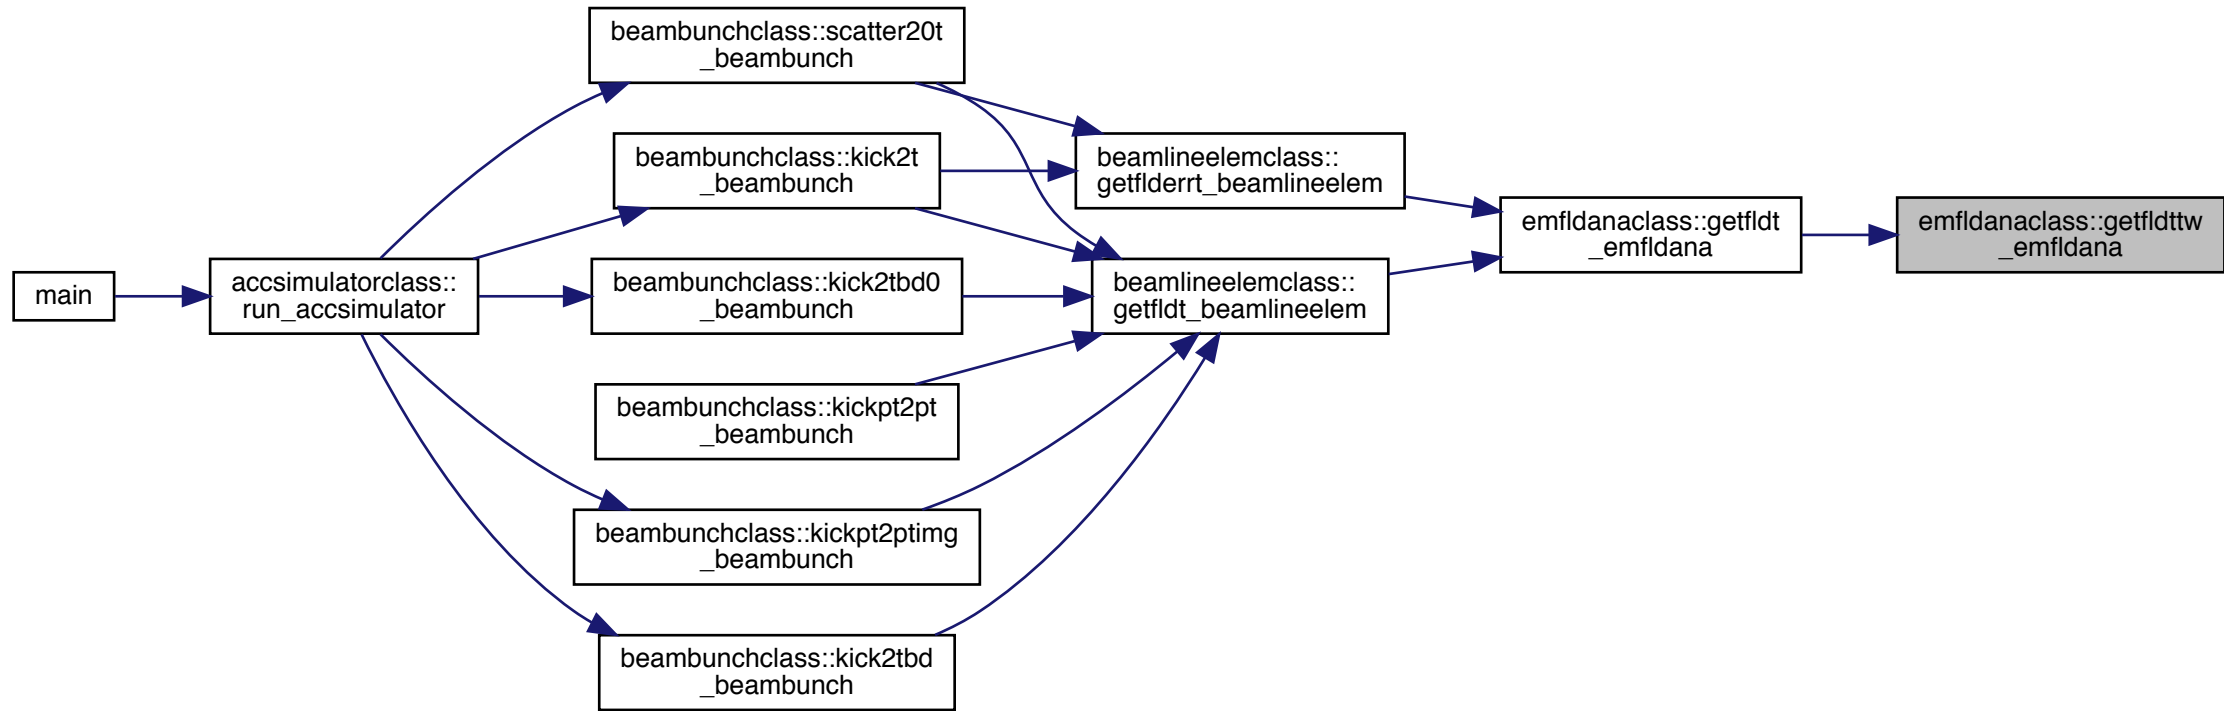 beambunchclass::scatter20t
_beambunch
beambunchclass::kick2t
_beambunch
beamlineelemclass::
getflderrt_beamlineelem
emfldanaclass::getfldt
_emfldana
emfldanaclass::getfldttw
_emfldana
main
accsimulatorclass::
run_accsimulator
beambunchclass::kick2tbd0
_beambunch
beamlineelemclass::
getfldt_beamlineelem
beambunchclass::kickpt2pt
_beambunch
beambunchclass::kickpt2ptimg
_beambunch
beambunchclass::kick2tbd
_beambunch